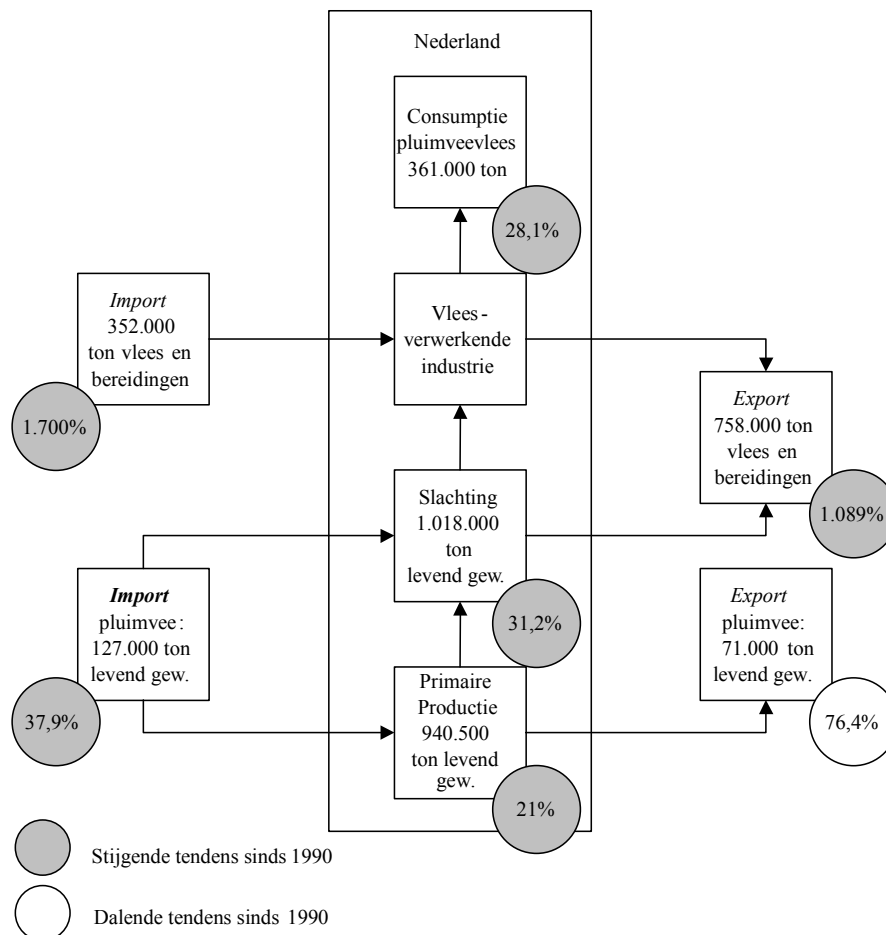 Nederland
Consumptie
pluimveevlees
361.000 ton
28,1%
Import
352.000
ton vlees en
bereidingen
1.700%
Vlees-
verwerkende
industrie
Export
758.000 ton
vlees en
bereidingen
1.089%
Slachting
1.018.000
ton
levend gew.
31,2%
Import
pluimvee:
127.000 ton
levend gew.
37,9%
Primaire
Productie
940.500
ton levend
gew.
21%
Export
pluimvee:
71.000 ton
levend gew.
76,4%
Stijgende tendens sinds 1990
Dalende tendens sinds 1990